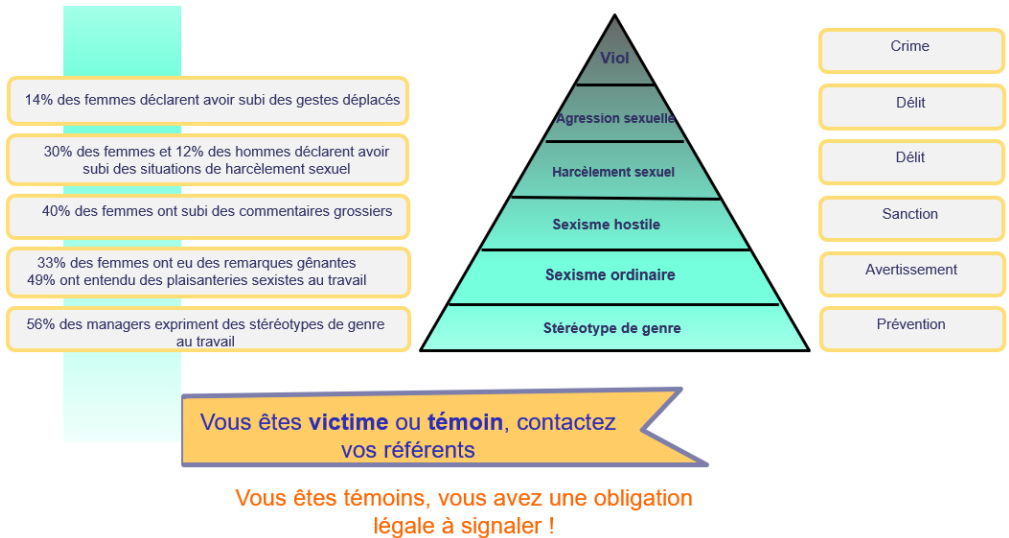 Viol
Crime
14% des femmes déclarent avoir subi des gestes déplacés
Agression sexuelle
Délit
30% des femmes et 12% des hommes déclarent avoir
subi des situations de harcèlement sexuel
Harcèlement sexuel
Délit
40% des femmes ont subi des commentaires grossiers
Sexisme hostile
Sanction
33% des femmes ont eu des remarques gênantes
49% ont entendu des plaisanteries sexistes au travail
Sexisme ordinaire
Avertissement
56% des managers expriment des stéréotypes de genre
au travail
Stéréotype de genre
Prévention
Vous êtes victime ou témoin, contactez
vos référents
Vous êtes témoins, vous avez une obligation
légale à signaler !